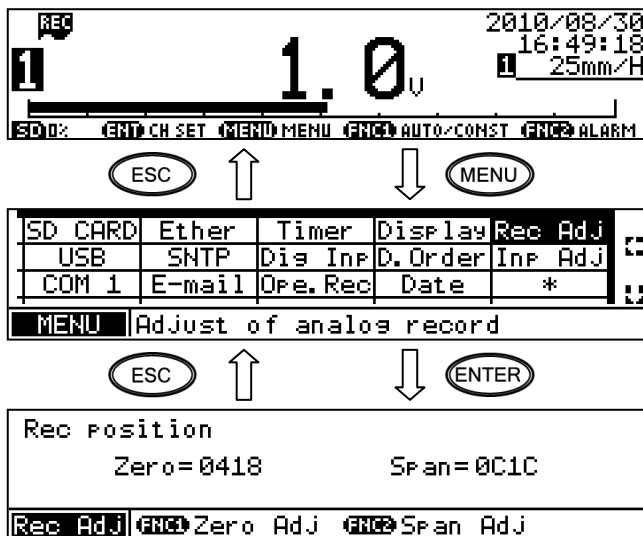 REC
2010/08/30
16:49:18
1 1.0V 1 25mm/H
SD 0% ENT CH SET MENU MENU FNC1 AUTO/CONST FNC2 ALARM
ESC MENU
SD CARD Ether Timer Display Rec Adj
USB SNTP Dig Inp D.Order Inp Adj
COM 1 E-mail Ope.Rec Date *
MENU Adjust of analog record
ESC ENTER
Rec position
Zero=0418 Span=0C1C
Rec Adj FNC1 Zero Adj FNC2 Span Adj